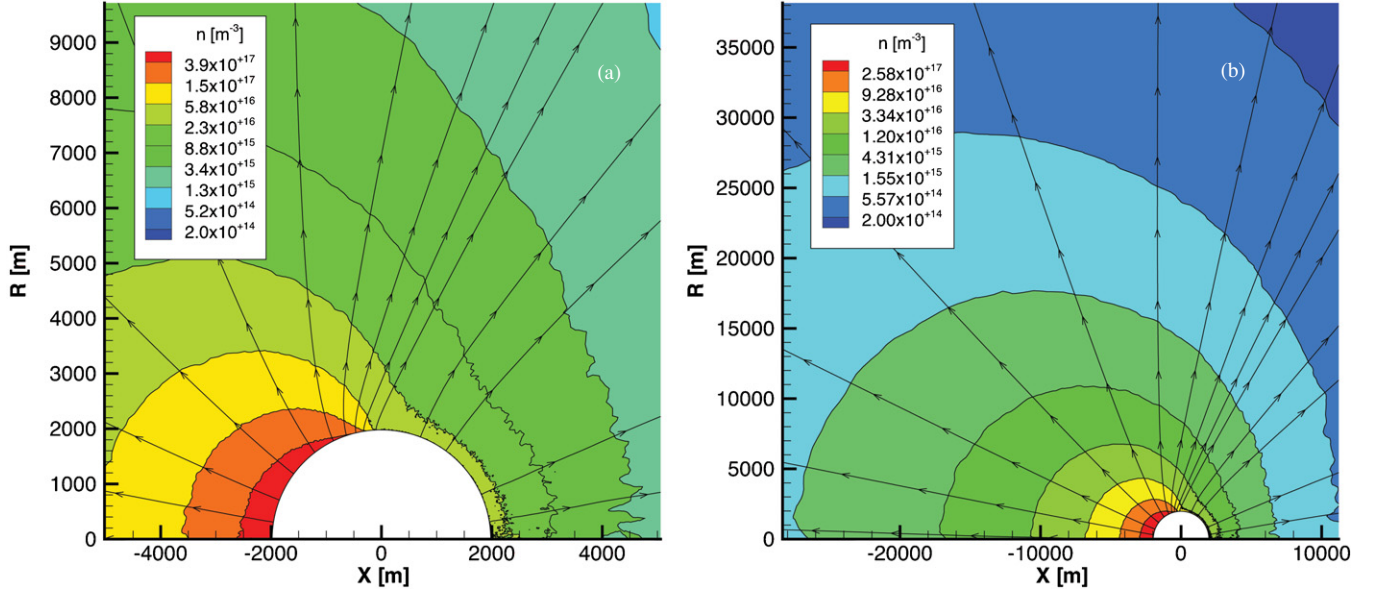 n [m⁻³]
3.9x10⁺¹⁷
1.5x10⁺¹⁷
5.8x10⁺¹⁶
2.3x10⁺¹⁶
8.8x10⁺¹⁵
3.4x10⁺¹⁵
1.3x10⁺¹⁵
5.2x10⁺¹⁴
2.0x10⁺¹⁴
(a)
R [m]
9000
8000
7000
6000
5000
4000
3000
2000
1000
0
-4000 -2000 0 2000 4000
X [m]
n [m⁻³]
2.58x10⁺¹⁷
9.28x10⁺¹⁶
3.34x10⁺¹⁶
1.20x10⁺¹⁶
4.31x10⁺¹⁵
1.55x10⁺¹⁵
5.57x10⁺¹⁴
2.00x10⁺¹⁴
(b)
R [m]
35000
30000
25000
20000
15000
10000
5000
0
-20000 -10000 0 10000
X [m]